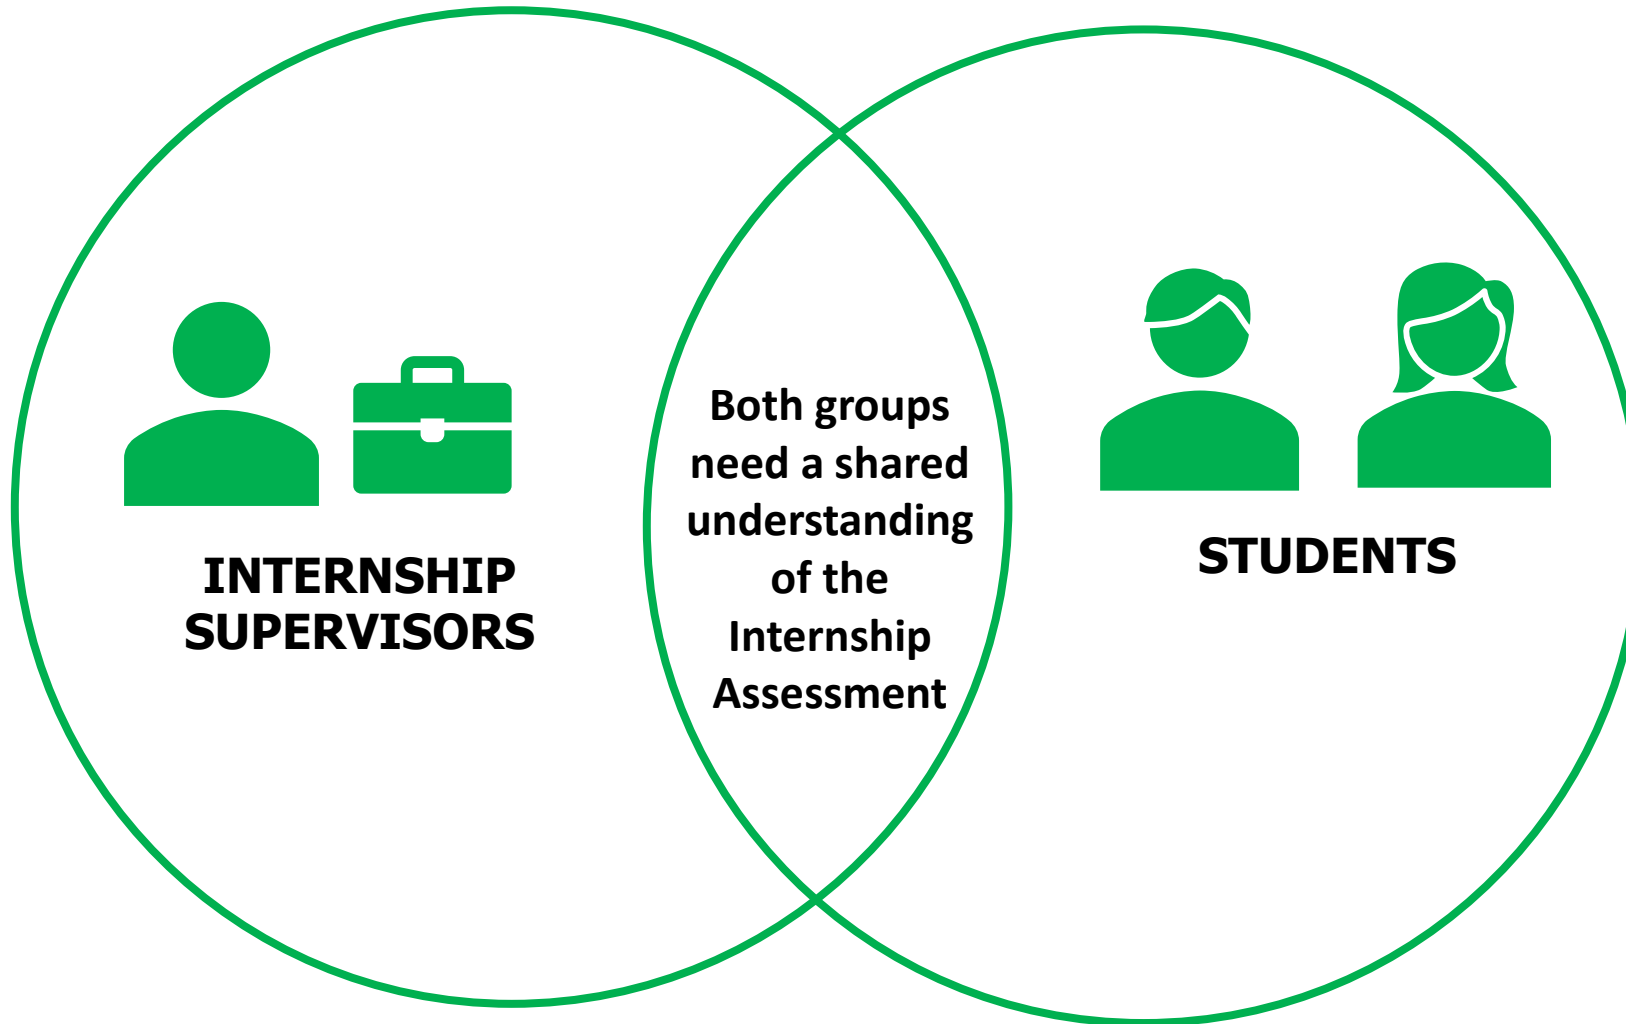 INTERNSHIP
SUPERVISORS
Both groups
need a shared
understanding
of the
Internship
Assessment
STUDENTS